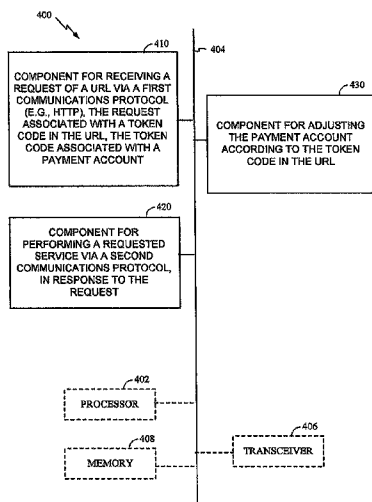 400
410
404
COMPONENT FOR RECEIVING A
REQUEST OF A URL VIA A FIRST
COMMUNICATIONS PROTOCOL
(E.G., HTTP), THE REQUEST
ASSOCIATED WITH A TOKEN
CODE IN THE URL, THE TOKEN
CODE ASSOCIATED WITH A
PAYMENT ACCOUNT
430
COMPONENT FOR ADJUSTING
THE PAYMENT ACCOUNT
ACCORDING TO THE TOKEN
CODE IN THE URL
420
COMPONENT FOR
PERFORMING A REQUESTED
SERVICE VIA A SECOND
COMMUNICATIONS PROTOCOL,
IN RESPONSE TO THE
REQUEST
402
PROCESSOR
406
TRANSCEIVER
408
MEMORY